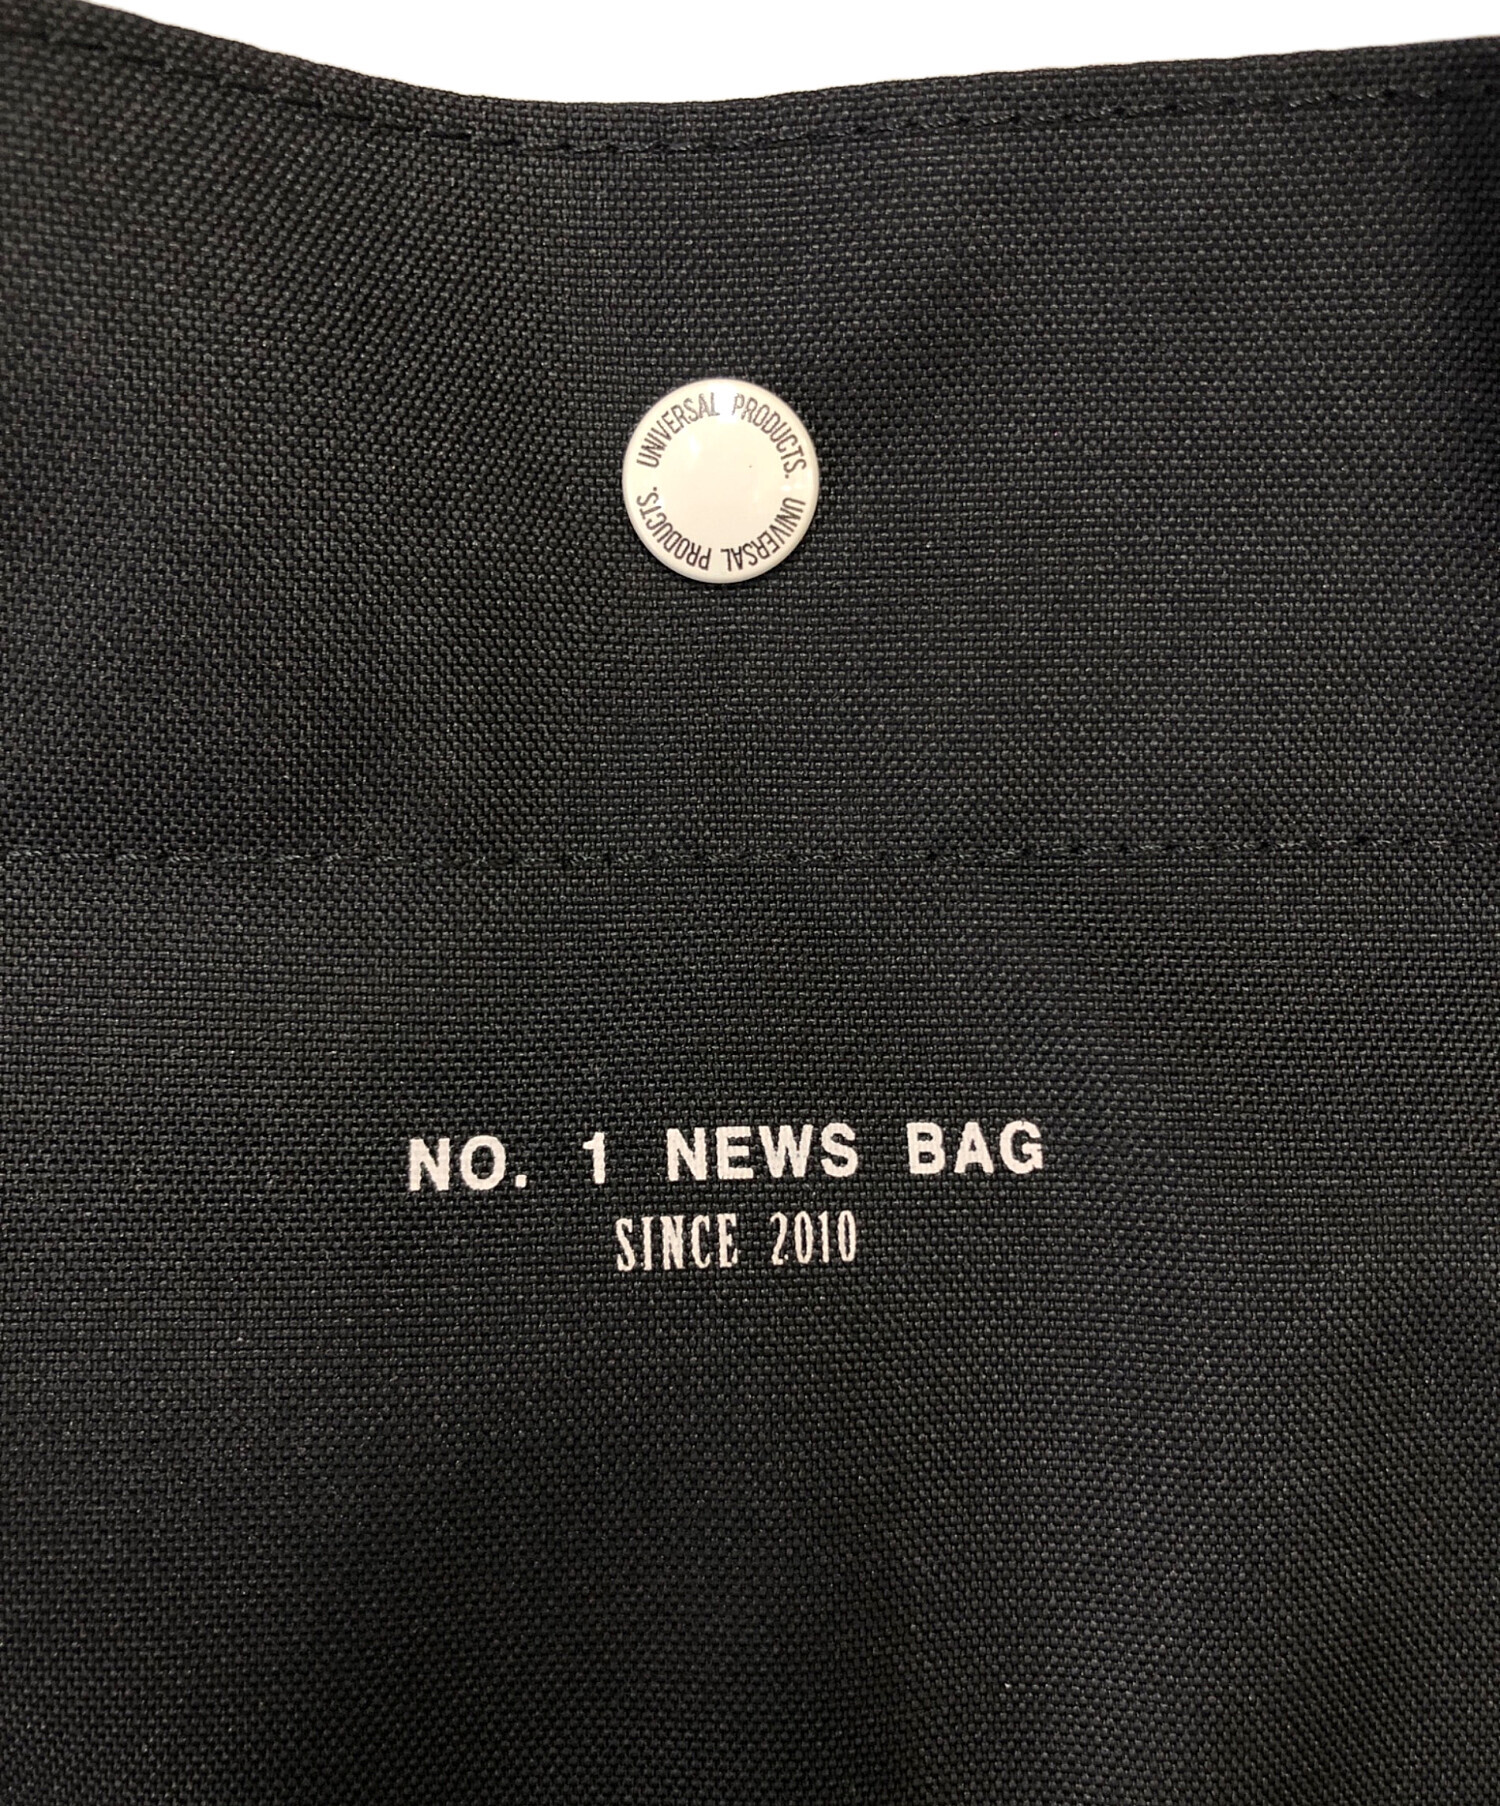 UNIVERSAL PRODUCTS. UNIVERSAL PRODUCTS.
NO. 1 NEWS BAG
SINCE 2010